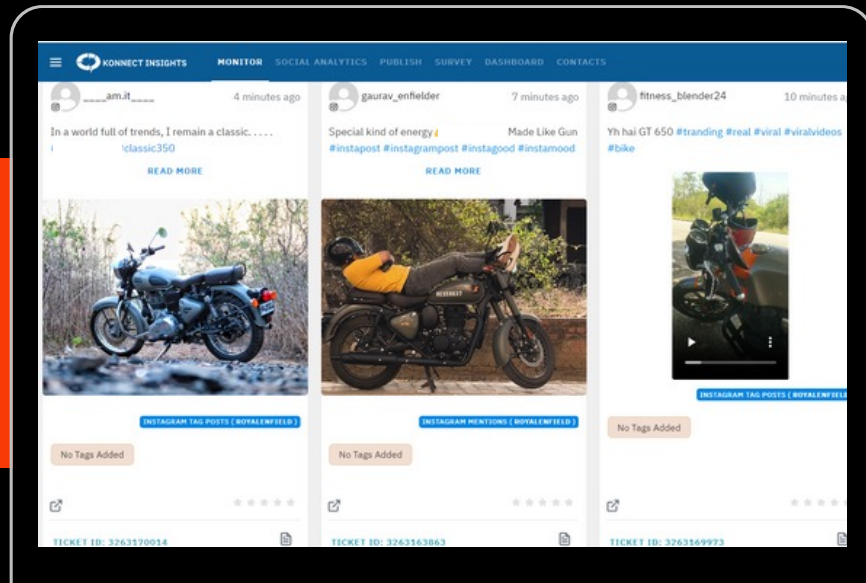 KONNECT INSIGHTS MONITOR SOCIAL ANALYTICS PUBLISH SURVEY DASHBOARD CONTACTS
____am.it____ 4 minutes ago
In a world full of trends, I remain a classic. . . . .
classic350
READ MORE
INSTAGRAM TAG POSTS ( ROYALENFIELD )
No Tags Added
TICKET ID: 3263170014
gaurav_enfielder 7 minutes ago
Special kind of energy Made Like Gun
#instapost #instagrampost #instagood #instamood
READ MORE
INSTAGRAM MENTIONS ( ROYALENFIELD )
No Tags Added
TICKET ID: 3263163863
fitness_blender24 10 minutes a
Yh hai GT 650 #tranding #real #viral #viralvideos
#bike
INSTAGRAM TAG POSTS ( ROYALENFIEL
No Tags Added
TICKET ID: 3263169973